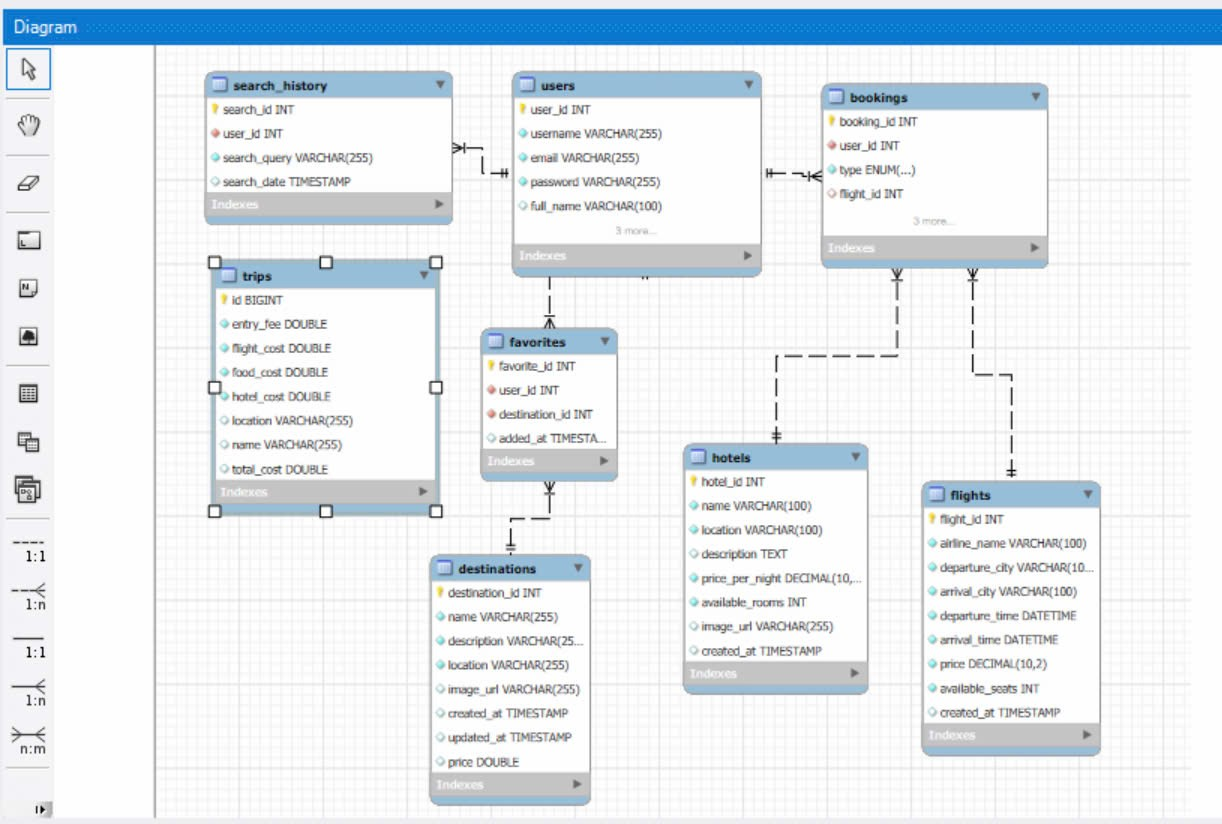 Diagram
search_history
search_id INT
user_id INT
search_query VARCHAR(255)
search_date TIMESTAMP
Indexes
users
user_id INT
username VARCHAR(255)
email VARCHAR(255)
password VARCHAR(255)
full_name VARCHAR(100)
3 more...
Indexes
bookings
booking_id INT
user_id INT
type ENUM(...)
flight_id INT
3 more...
Indexes
trips
id BIGINT
entry_fee DOUBLE
flight_cost DOUBLE
food_cost DOUBLE
hotel_cost DOUBLE
location VARCHAR(255)
name VARCHAR(255)
total_cost DOUBLE
Indexes
favorites
favorite_id INT
user_id INT
destination_id INT
added_at TIMESTA...
Indexes
hotels
hotel_id INT
name VARCHAR(100)
location VARCHAR(100)
description TEXT
price_per_night DECIMAL(10,...
available_rooms INT
image_url VARCHAR(255)
created_at TIMESTAMP
Indexes
flights
flight_id INT
airline_name VARCHAR(100)
departure_city VARCHAR(10...
arrival_city VARCHAR(100)
departure_time DATETIME
arrival_time DATETIME
price DECIMAL(10,2)
available_seats INT
created_at TIMESTAMP
Indexes
destinations
destination_id INT
name VARCHAR(255)
description VARCHAR(25...
location VARCHAR(255)
image_url VARCHAR(255)
created_at TIMESTAMP
updated_at TIMESTAMP
price DOUBLE
Indexes
1:1
1:n
1:1
1:n
n:m